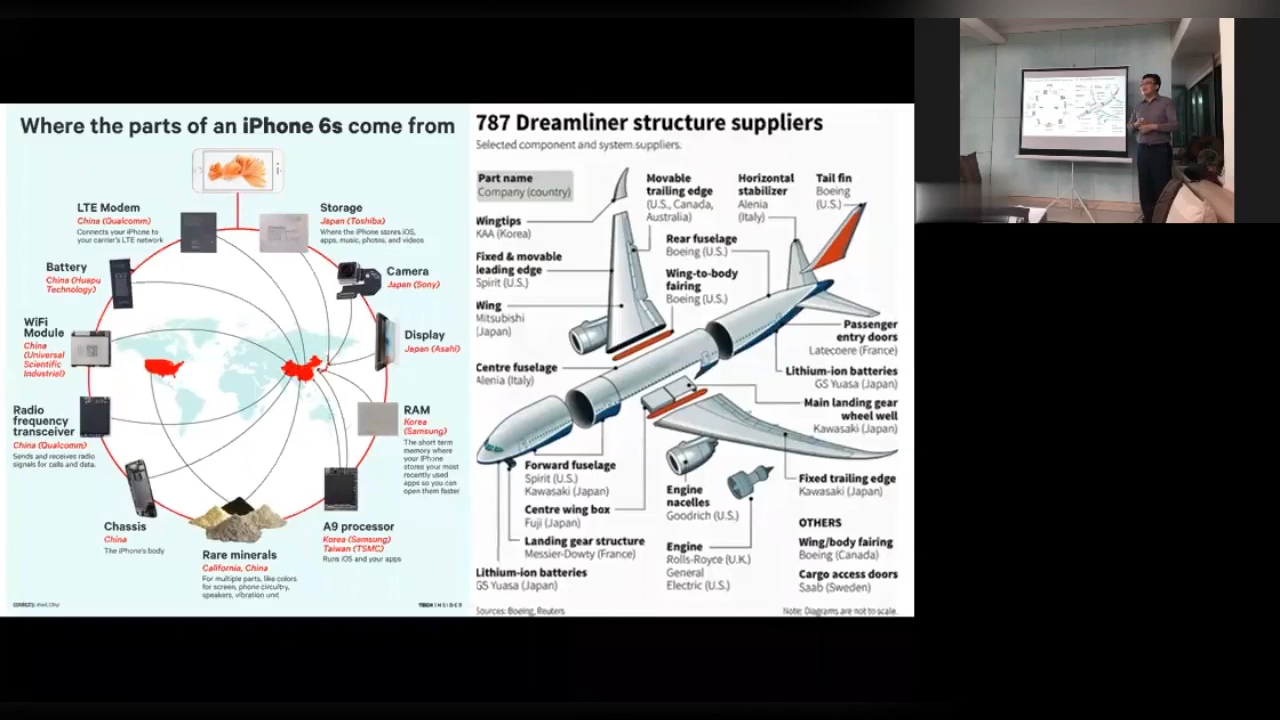 Where the parts of an iPhone 6s come from
LTE Modem
China (Qualcomm)
Connects your iPhone to
your carrier's LTE network
Storage
Japan (Toshiba)
Where the iPhone stores iOS,
apps, music, photos, and videos
Battery
China (Huapu
Technology)
Camera
Japan (Sony)
WiFi
Module
China
(Universal
Scientific
Industriel)
Display
Japan (Asahi)
Radio
frequency
transceiver
China (Qualcomm)
Sends and receives radio
signals for calls and data.
RAM
Korea
(Samsung)
The short term
memory where
your iPhone
stores your most
recently used
apps so you can
open them faster
Chassis
China
The iPhone's body
Rare minerals
California, China
For multiple parts, like colors
for screen, phone circuitry,
speakers, vibration unit
A9 processor
Korea (Samsung)
Taiwan (TSMC)
Runs iOS and your apps
TECH INSIDER
787 Dreamliner structure suppliers
Selected component and system suppliers.
Part name
Company (country)
Wingtips
KAA (Korea)
Fixed & movable
leading edge
Spirit (U.S.)
Wing
Mitsubishi
(Japan)
Centre fuselage
Alenia (Italy)
Movable
trailing edge
(U.S., Canada,
Australia)
Rear fuselage
Boeing (U.S.)
Wing-to-body
fairing
Boeing (U.S.)
Horizontal
stabilizer
Alenia
(Italy)
Tail fin
Boeing
(U.S.)
Passenger
entry doors
Latecoere (France)
Lithium-ion batteries
GS Yuasa (Japan)
Main landing gear
wheel well
Kawasaki (Japan)
Fixed trailing edge
Kawasaki (Japan)
Forward fuselage
Spirit (U.S.)
Kawasaki (Japan)
Centre wing box
Fuji (Japan)
Landing gear structure
Messier-Dowty (France)
Lithium-ion batteries
GS Yuasa (Japan)
Engine
nacelles
Goodrich (U.S.)
Engine
Rolls-Royce (U.K.)
General
Electric (U.S.)
OTHERS
Wing/body fairing
Boeing (Canada)
Cargo access doors
Saab (Sweden)
Sources: Boeing, Reuters
Note: Diagrams are not to scale.